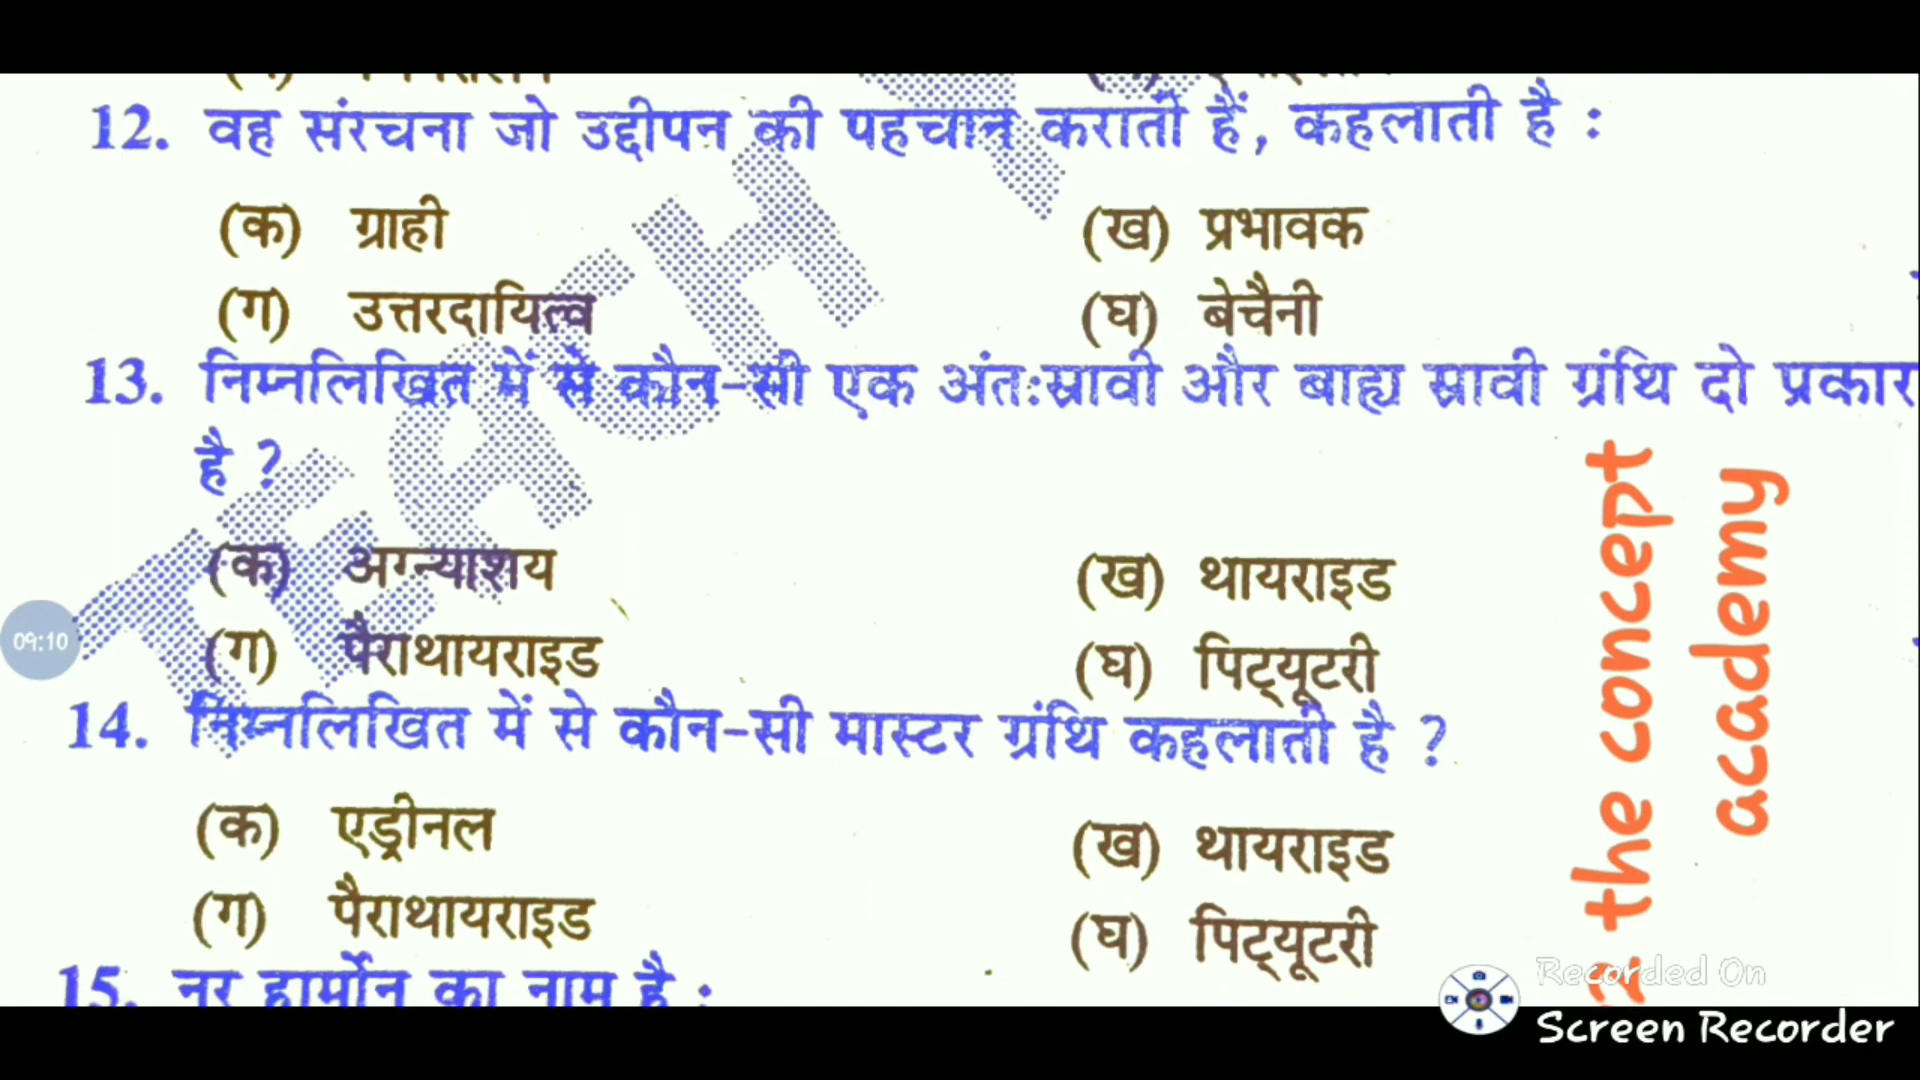 12. वह संरचना जो उद्दीपन की पहचान कराती हैं, कहलाती है :
(क) ग्राही (ख) प्रभावक
(ग) उत्तरदायित्व (घ) बेचैनी
13. निम्नलिखित में से कौन-सी एक अंतःस्रावी और बाह्य स्रावी ग्रंथि दो प्रकार
है ?
(क) अग्न्याशय (ख) थायराइड
(ग) पैराथायराइड (घ) पिट्यूटरी
14. निम्नलिखित में से कौन-सी मास्टर ग्रंथि कहलाती है ?
(क) एड्रीनल (ख) थायराइड
(ग) पैराथायराइड (घ) पिट्यूटरी
15. नर हार्मोन का नाम है :
09:10
the concept
academy
Recorded On
Screen Recorder